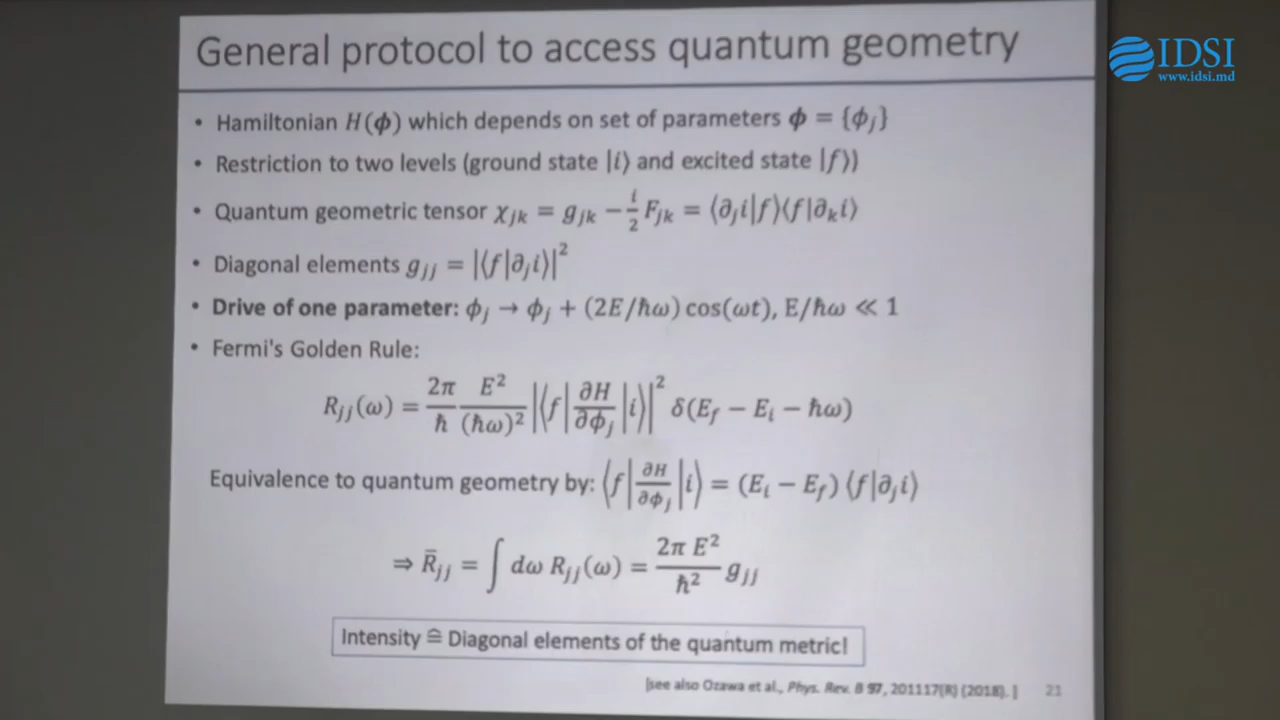 General protocol to access quantum geometry
IDSI
www.idsi.md
• Hamiltonian H(ϕ) which depends on set of parameters ϕ = {ϕ_j}
• Restriction to two levels (ground state |i⟩ and excited state |f⟩)
• Quantum geometric tensor χ_jk = g_jk − i/2 F_jk = ⟨∂_j i|f⟩⟨f|∂_k i⟩
• Diagonal elements g_jj = |⟨f|∂_j i⟩|²
• Drive of one parameter: ϕ_j → ϕ_j + (2E/ħω) cos(ωt), E/ħω ≪ 1
• Fermi's Golden Rule:
R_jj(ω) = 2π/ħ E²/(ħω)² |⟨f|∂H/∂ϕ_j|i⟩|² δ(E_f − E_i − ħω)
Equivalence to quantum geometry by: ⟨f|∂H/∂ϕ_j|i⟩ = (E_i − E_f) ⟨f|∂_j i⟩
⇒ R̄_jj = ∫ dω R_jj(ω) = 2π E²/ħ² g_jj
Intensity ≘ Diagonal elements of the quantum metric!
[see also Ozawa et al., Phys. Rev. B 97, 201117(R) (2018). ]
21